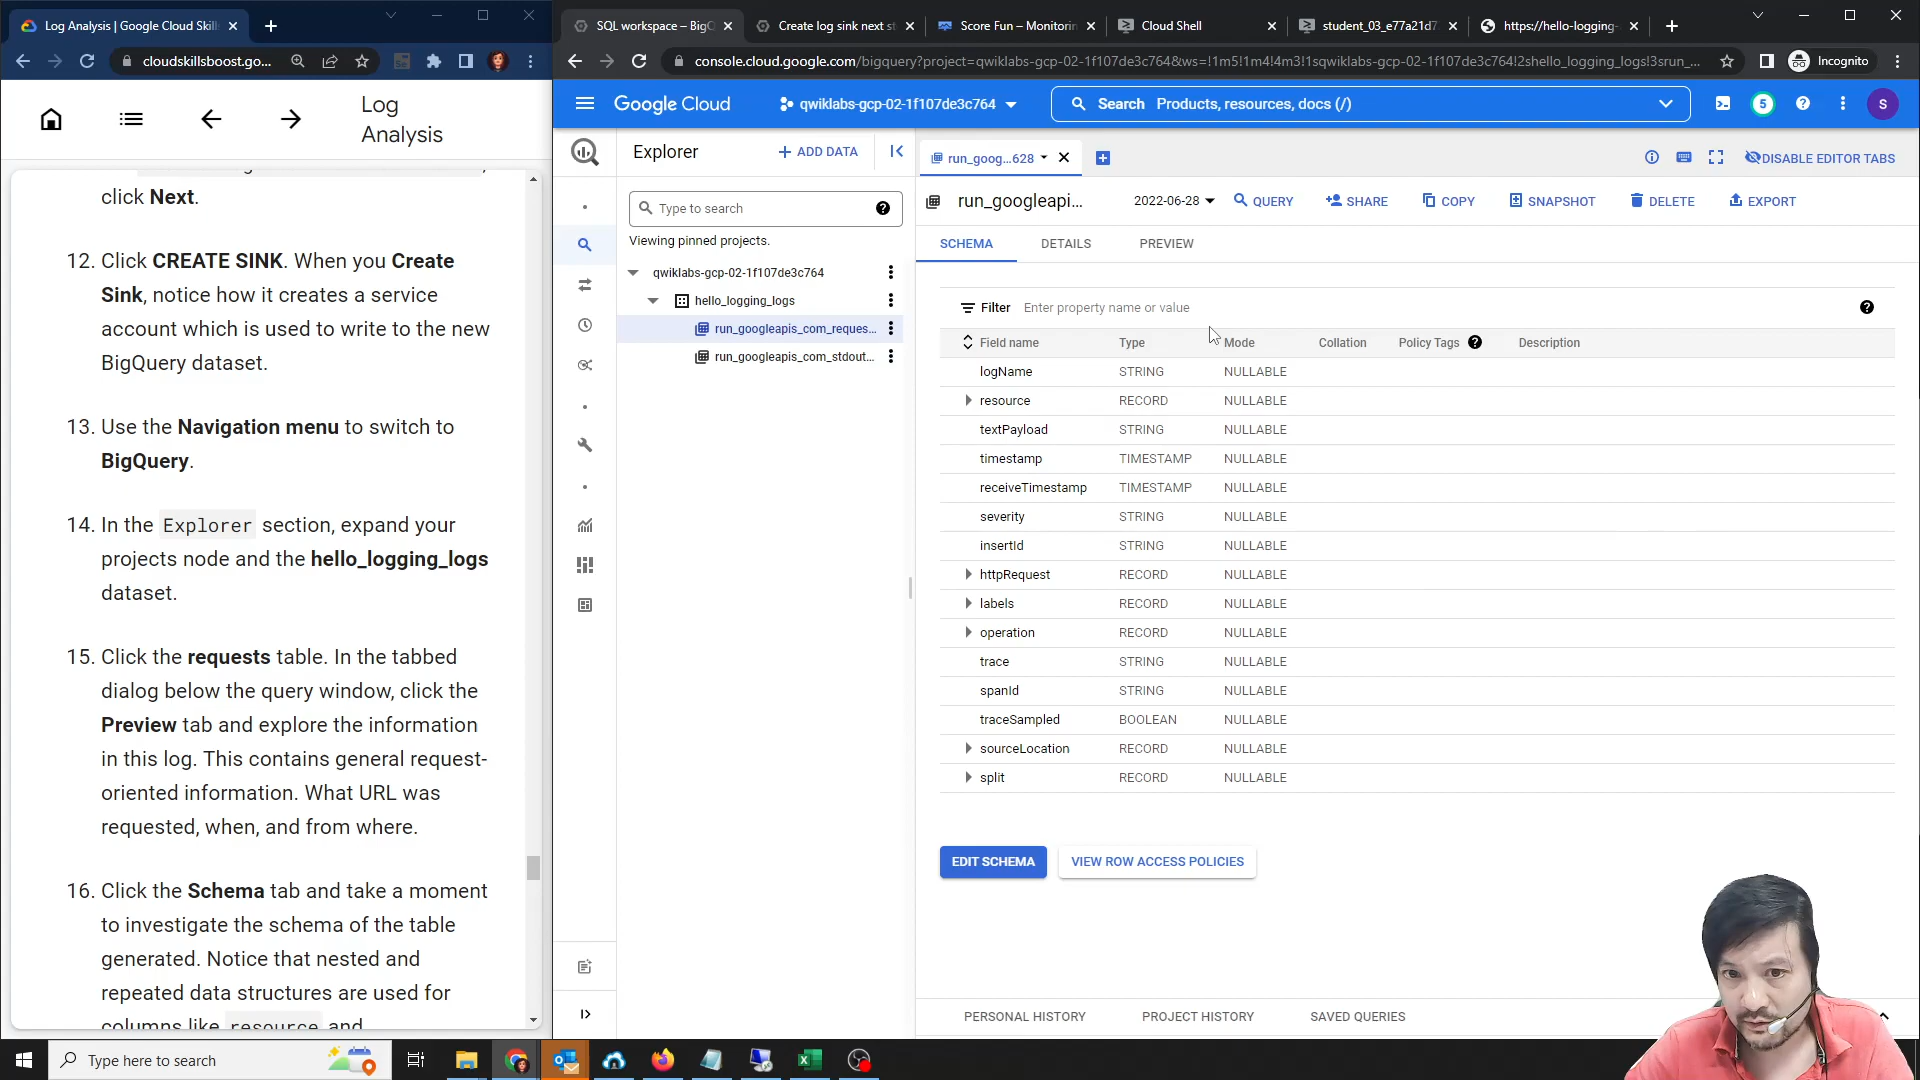 Log Analysis | Google Cloud Skills
cloudskillsboost.go...
Log
Analysis
click Next.
12. Click CREATE SINK. When you Create
Sink, notice how it creates a service
account which is used to write to the new
BigQuery dataset.
13. Use the Navigation menu to switch to
BigQuery.
14. In the Explorer section, expand your
projects node and the hello_logging_logs
dataset.
15. Click the requests table. In the tabbed
dialog below the query window, click the
Preview tab and explore the information
in this log. This contains general request-
oriented information. What URL was
requested, when, and from where.
16. Click the Schema tab and take a moment
to investigate the schema of the table
generated. Notice that nested and
repeated data structures are used for
columns like resource and
SQL workspace – BigQ
Create log sink next st
Score Fun – Monitorin
Cloud Shell
student_03_e77a21d7
https://hello-logging-
console.cloud.google.com/bigquery?project=qwiklabs-gcp-02-1f107de3c764&ws=!1m5!1m4!4m3!1sqwiklabs-gcp-02-1f107de3c764!2shello_logging_logs!3srun_...
Incognito
Google Cloud
qwiklabs-gcp-02-1f107de3c764
Search Products, resources, docs (/)
5
S
Explorer
ADD DATA
Type to search
Viewing pinned projects.
qwiklabs-gcp-02-1f107de3c764
hello_logging_logs
run_googleapis_com_reques...
run_googleapis_com_stdout...
run_goog...628
DISABLE EDITOR TABS
run_googleapi...
2022-06-28
QUERY
SHARE
COPY
SNAPSHOT
DELETE
EXPORT
SCHEMA
DETAILS
PREVIEW
Filter Enter property name or value
Field name Type Mode Collation Policy Tags Description
logName STRING NULLABLE
resource RECORD NULLABLE
textPayload STRING NULLABLE
timestamp TIMESTAMP NULLABLE
receiveTimestamp TIMESTAMP NULLABLE
severity STRING NULLABLE
insertId STRING NULLABLE
httpRequest RECORD NULLABLE
labels RECORD NULLABLE
operation RECORD NULLABLE
trace STRING NULLABLE
spanId STRING NULLABLE
traceSampled BOOLEAN NULLABLE
sourceLocation RECORD NULLABLE
split RECORD NULLABLE
EDIT SCHEMA
VIEW ROW ACCESS POLICIES
PERSONAL HISTORY
PROJECT HISTORY
SAVED QUERIES
Type here to search